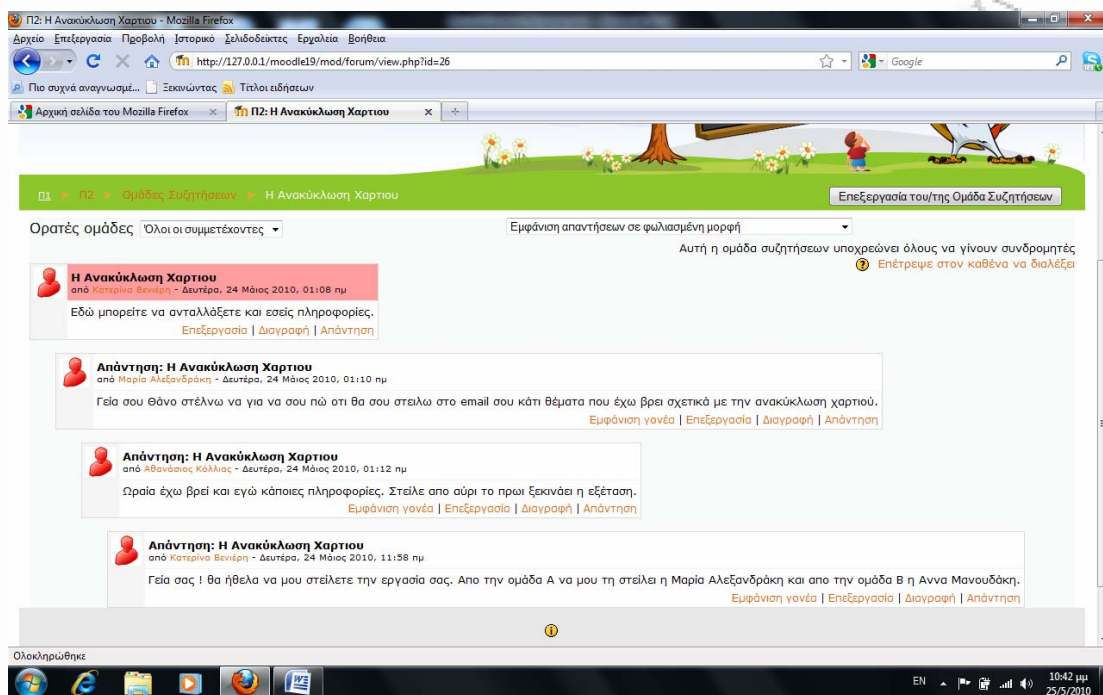 Π2: Η Ανακύκλωση Χαρτιου - Mozilla Firefox
Αρχείο Επεξεργασία Προβολή Ιστορικό Σελιδοδείκτες Εργαλεία Βοήθεια
http://127.0.0.1/moodle19/mod/forum/view.php?id=26
Google
Πιο συχνά αναγνωσμέ... Ξεκινώντας Τίτλοι ειδήσεων
Αρχική σελίδα του Mozilla Firefox Π2: Η Ανακύκλωση Χαρτιου
Π1 ► Π2 ► Ομάδες Συζητήσεων ► Η Ανακύκλωση Χαρτιου
Επεξεργασία του/της Ομάδα Συζητήσεων
Ορατές ομάδες Όλοι οι συμμετέχοντες
Εμφάνιση απαντήσεων σε φωλιασμένη μορφή
Αυτή η ομάδα συζητήσεων υποχρεώνει όλους να γίνουν συνδρομητές
Επέτρεψε στον καθένα να διαλέξει
Η Ανακύκλωση Χαρτιου
από Κατερίνα Βενιέρη - Δευτέρα, 24 Μάιος 2010, 01:08 πμ
Εδώ μπορείτε να ανταλλάξετε και εσείς πληροφορίες.
Επεξεργασία | Διαγραφή | Απάντηση
Απάντηση: Η Ανακύκλωση Χαρτιου
από Μαρία Αλεξανδράκη - Δευτέρα, 24 Μάιος 2010, 01:10 πμ
Γεία σου Θάνο στέλνω να για να σου πώ οτι θα σου στειλω στο email σου κάτι θέματα που έχω βρει σχετικά με την ανακύκλωση χαρτιού.
Εμφάνιση γονέα | Επεξεργασία | Διαγραφή | Απάντηση
Απάντηση: Η Ανακύκλωση Χαρτιου
από Αθανάσιος Κόλλιας - Δευτέρα, 24 Μάιος 2010, 01:12 πμ
Ωραία έχω βρεί και εγώ κάποιες πληροφορίες. Στείλε απο αύρι το πρωι ξεκινάει η εξέταση.
Εμφάνιση γονέα | Επεξεργασία | Διαγραφή | Απάντηση
Απάντηση: Η Ανακύκλωση Χαρτιου
από Κατερίνα Βενιέρη - Δευτέρα, 24 Μάιος 2010, 11:58 πμ
Γεία σας ! θα ήθελα να μου στείλετε την εργασία σας. Απο την ομάδα Α να μου τη στείλει η Μαρία Αλεξανδράκη και απο την ομάδα Β η Αννα Μανουδάκη.
Εμφάνιση γονέα | Επεξεργασία | Διαγραφή | Απάντηση
Ολοκληρώθηκε
EN
10:42 μμ
25/5/2010